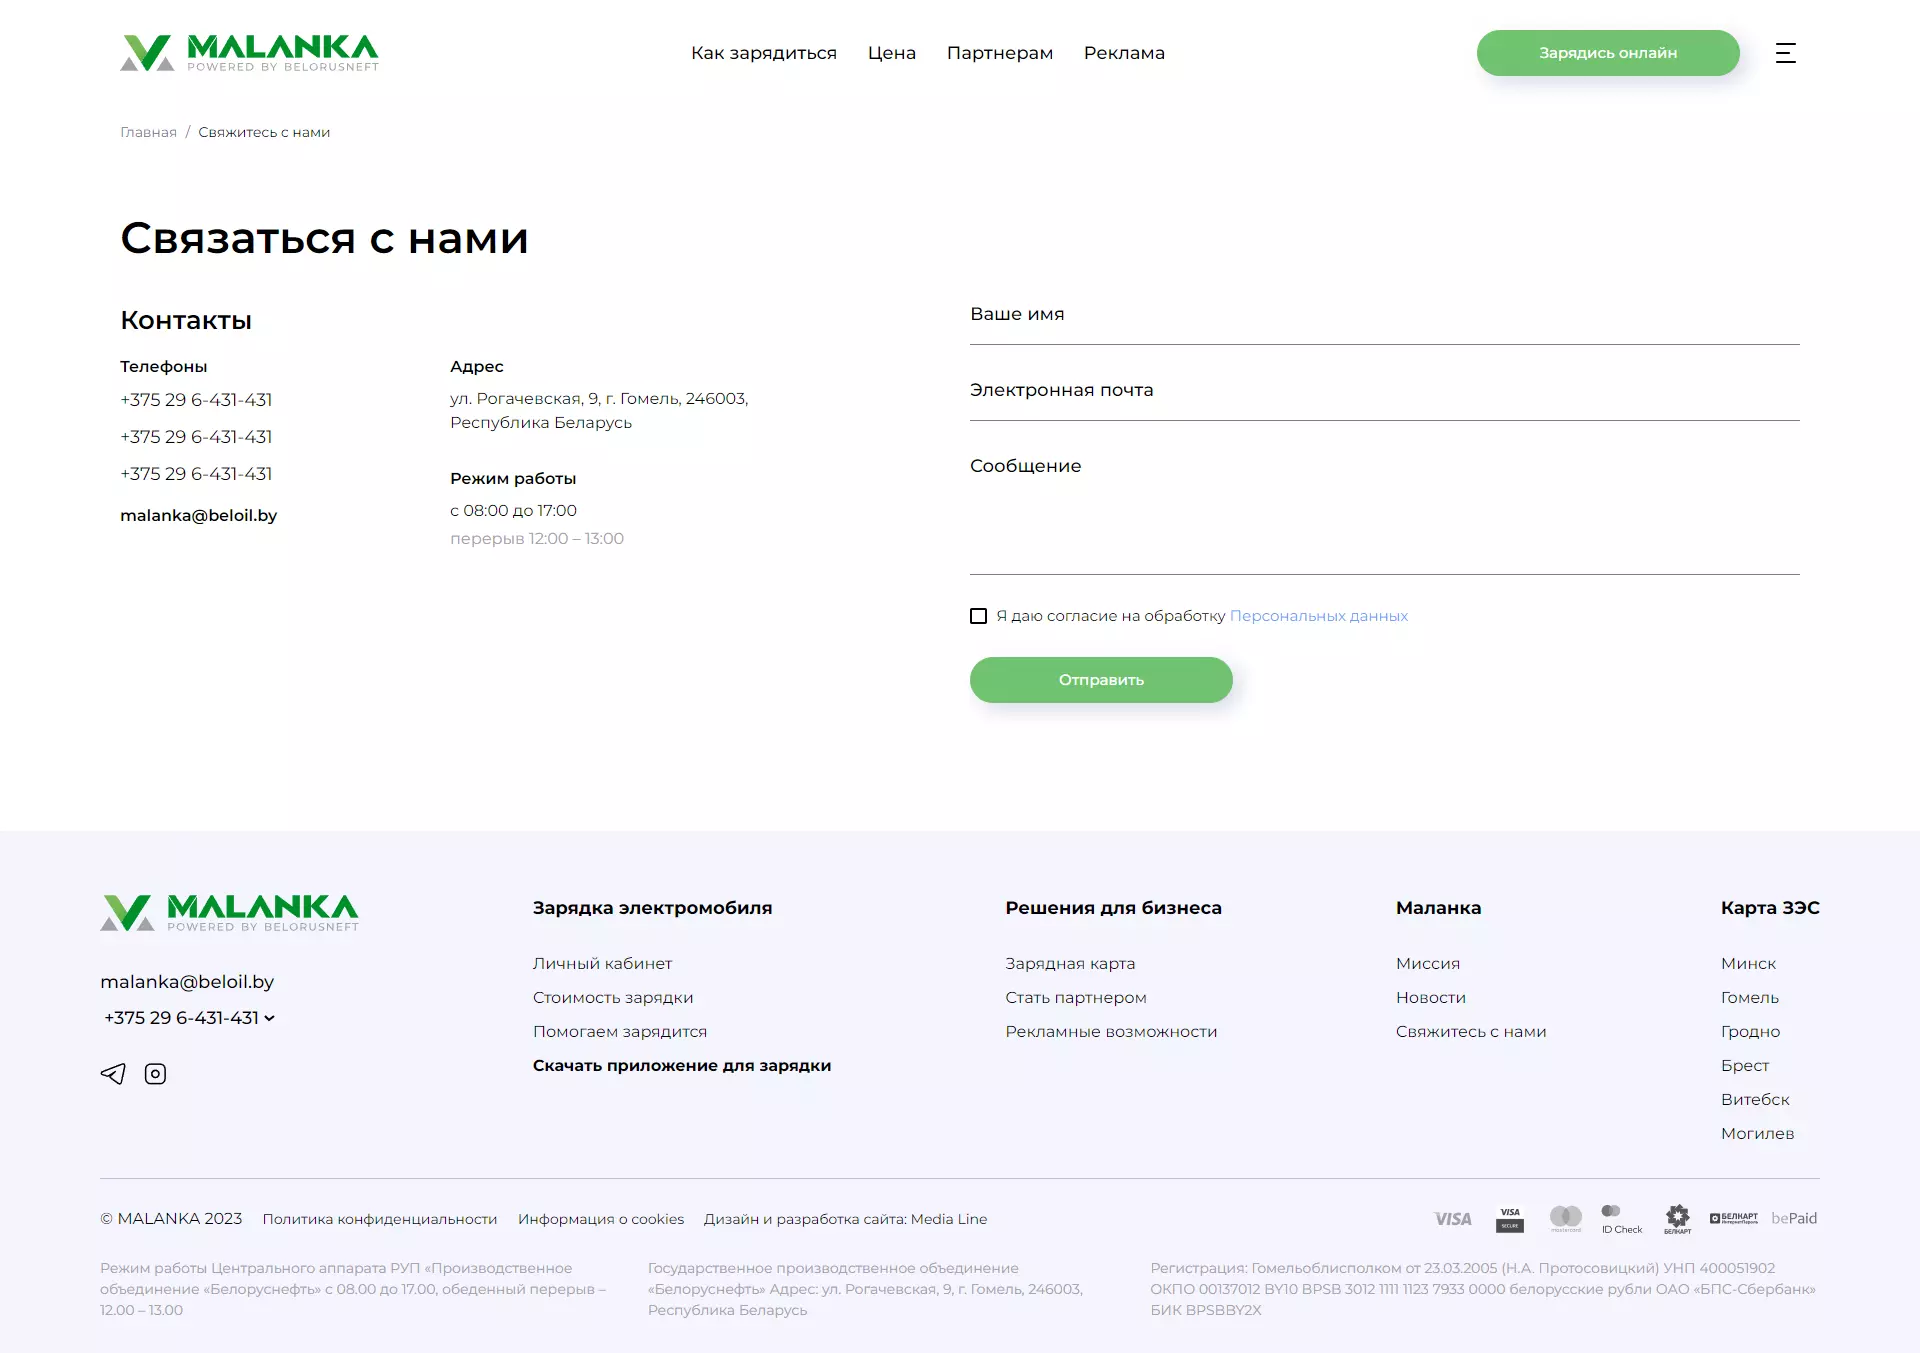 MALANKA
POWERED BY BELORUSNEFT
Как зарядиться
Цена
Партнерам
Реклама
Зарядись онлайн
Главная / Свяжитесь с нами
Связаться с нами
Контакты
Телефоны
+375 29 6-431-431
+375 29 6-431-431
+375 29 6-431-431
malanka@beloil.by
Адрес
ул. Рогачевская, 9, г. Гомель, 246003,
Республика Беларусь
Режим работы
с 08:00 до 17:00
перерыв 12:00 – 13:00
Ваше имя
Электронная почта
Сообщение
Я даю согласие на обработку Персональных данных
Отправить
MALANKA
POWERED BY BELORUSNEFT
malanka@beloil.by
+375 29 6-431-431
Зарядка электромобиля
Личный кабинет
Стоимость зарядки
Помогаем зарядится
Скачать приложение для зарядки
Решения для бизнеса
Зарядная карта
Стать партнером
Рекламные возможности
Маланка
Миссия
Новости
Свяжитесь с нами
Карта ЗЭС
Минск
Гомель
Гродно
Брест
Витебск
Могилев
© MALANKA 2023
Политика конфиденциальности
Информация о cookies
Дизайн и разработка сайта: Media Line
VISA
VISA
SECURE
mastercard
ID Check
БЕЛКАРТ
БЕЛКАРТ
ИнтернетПароль
bePaid
Режим работы Центрального аппарата РУП «Производственное
объединение «Белоруснефть» с 08.00 до 17.00, обеденный перерыв –
12.00 – 13.00
Государственное производственное объединение
«Белоруснефть» Адрес: ул. Рогачевская, 9, г. Гомель, 246003,
Республика Беларусь
Регистрация: Гомельоблисполком от 23.03.2005 (Н.А. Протосовицкий) УНП 400051902
ОКПО 00137012 BY10 BPSB 3012 1111 1123 7933 0000 белорусские рубли ОАО «БПС-Сбербанк»
БИК BPSBBY2X